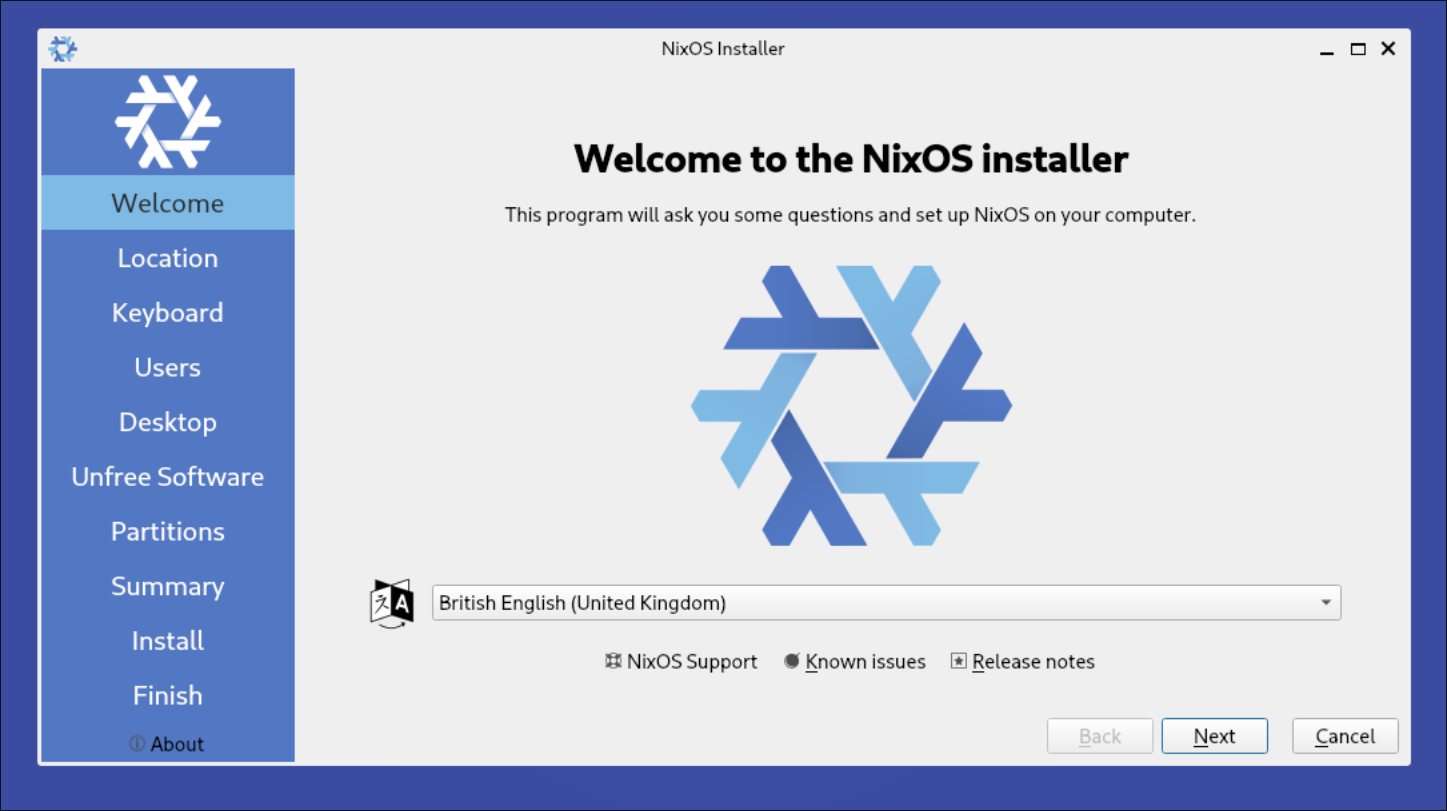 NixOS Installer
Welcome
Location
Keyboard
Users
Desktop
Unfree Software
Partitions
Summary
Install
Finish
About
Welcome to the NixOS installer
This program will ask you some questions and set up NixOS on your computer.
British English (United Kingdom)
NixOS Support Known issues Release notes
Back Next Cancel